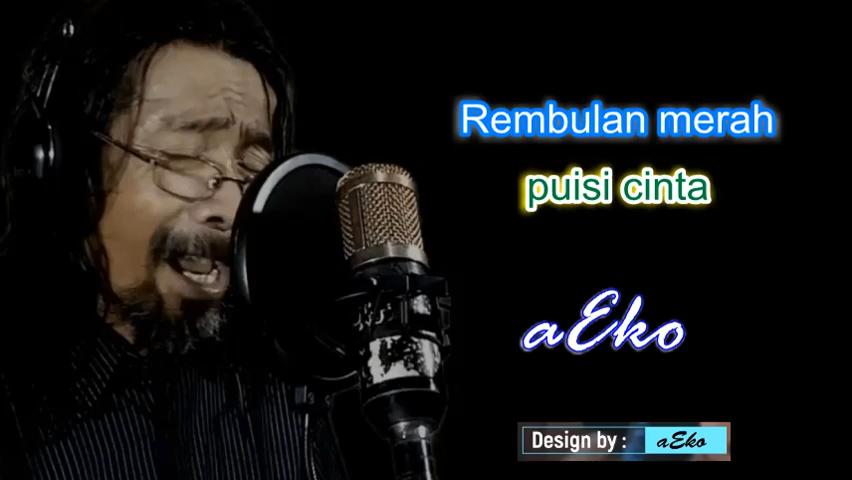 Rembulan merah
puisi cinta
aEko
Design by : aEko